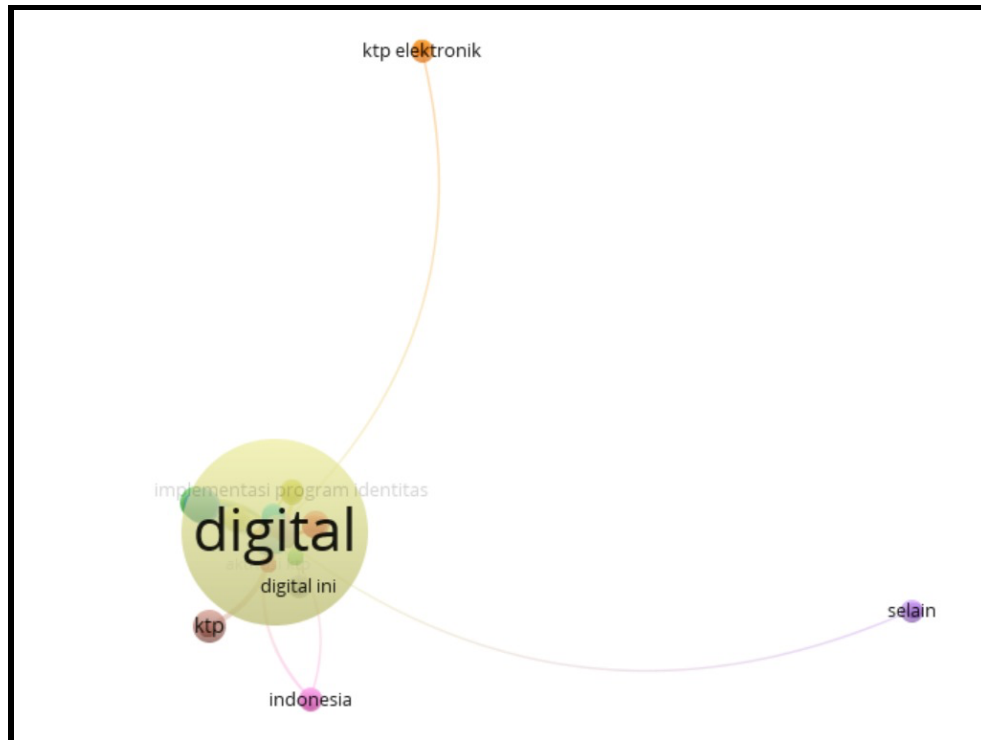 ktp elektronik
implementasi program identitas
digital
digital ini
ktp
selain
indonesia